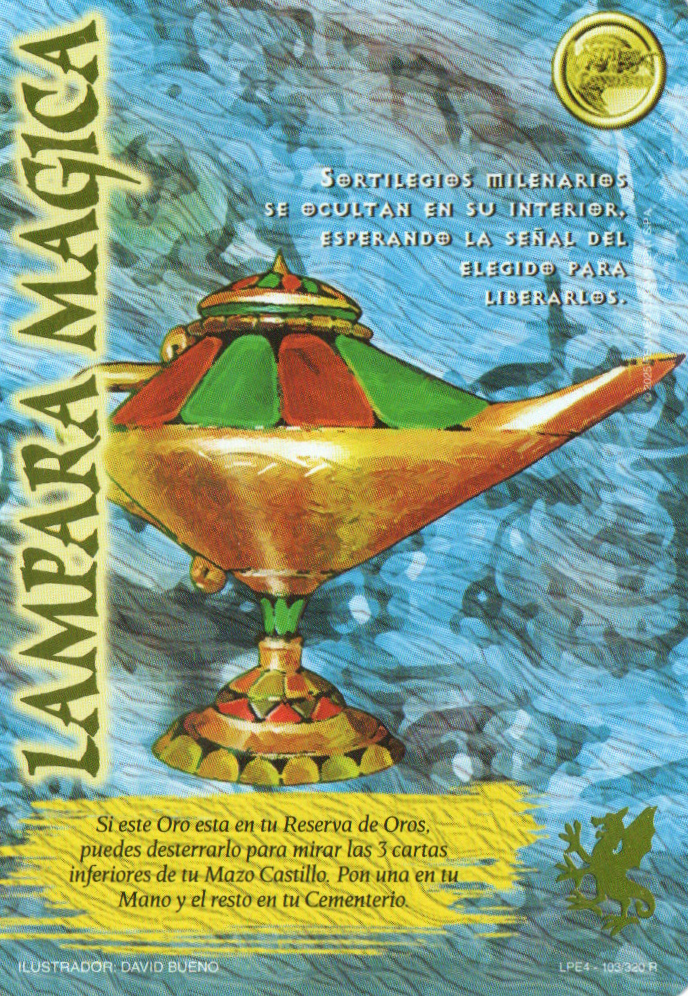 LAMPARA MAGICA
SORTILEGIOS MILENARIOS
SE OCULTAN EN SU INTERIOR,
ESPERANDO LA SEÑAL DEL
ELEGIDO PARA
LIBERARLOS.
© 2025
Si este Oro esta en tu Reserva de Oros,
puedes desterrarlo para mirar las 3 cartas
inferiores de tu Mazo Castillo. Pon una en tu
Mano y el resto en tu Cementerio.
ILUSTRADOR: DAVID BUENO
LPE4 - 103/320 R